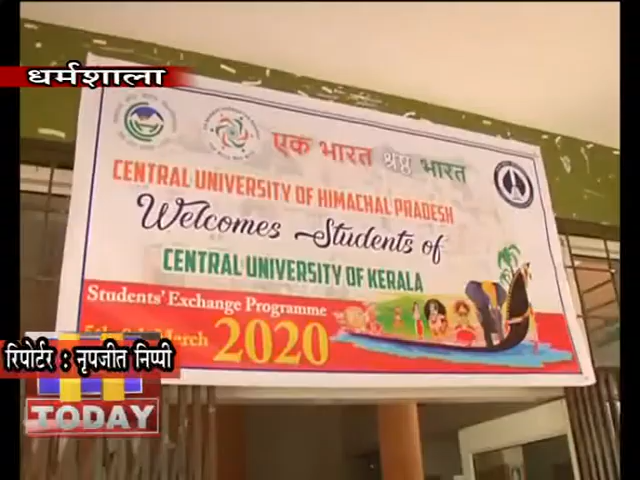 धर्मशाला
एक भारत श्रेष्ठ भारत
CENTRAL UNIVERSITY OF HIMACHAL PRADESH
Welcomes Students of
CENTRAL UNIVERSITY OF KERALA
Students' Exchange Programme
March 2020
रिपोर्टर : नृपजीत निप्पी
TODAY